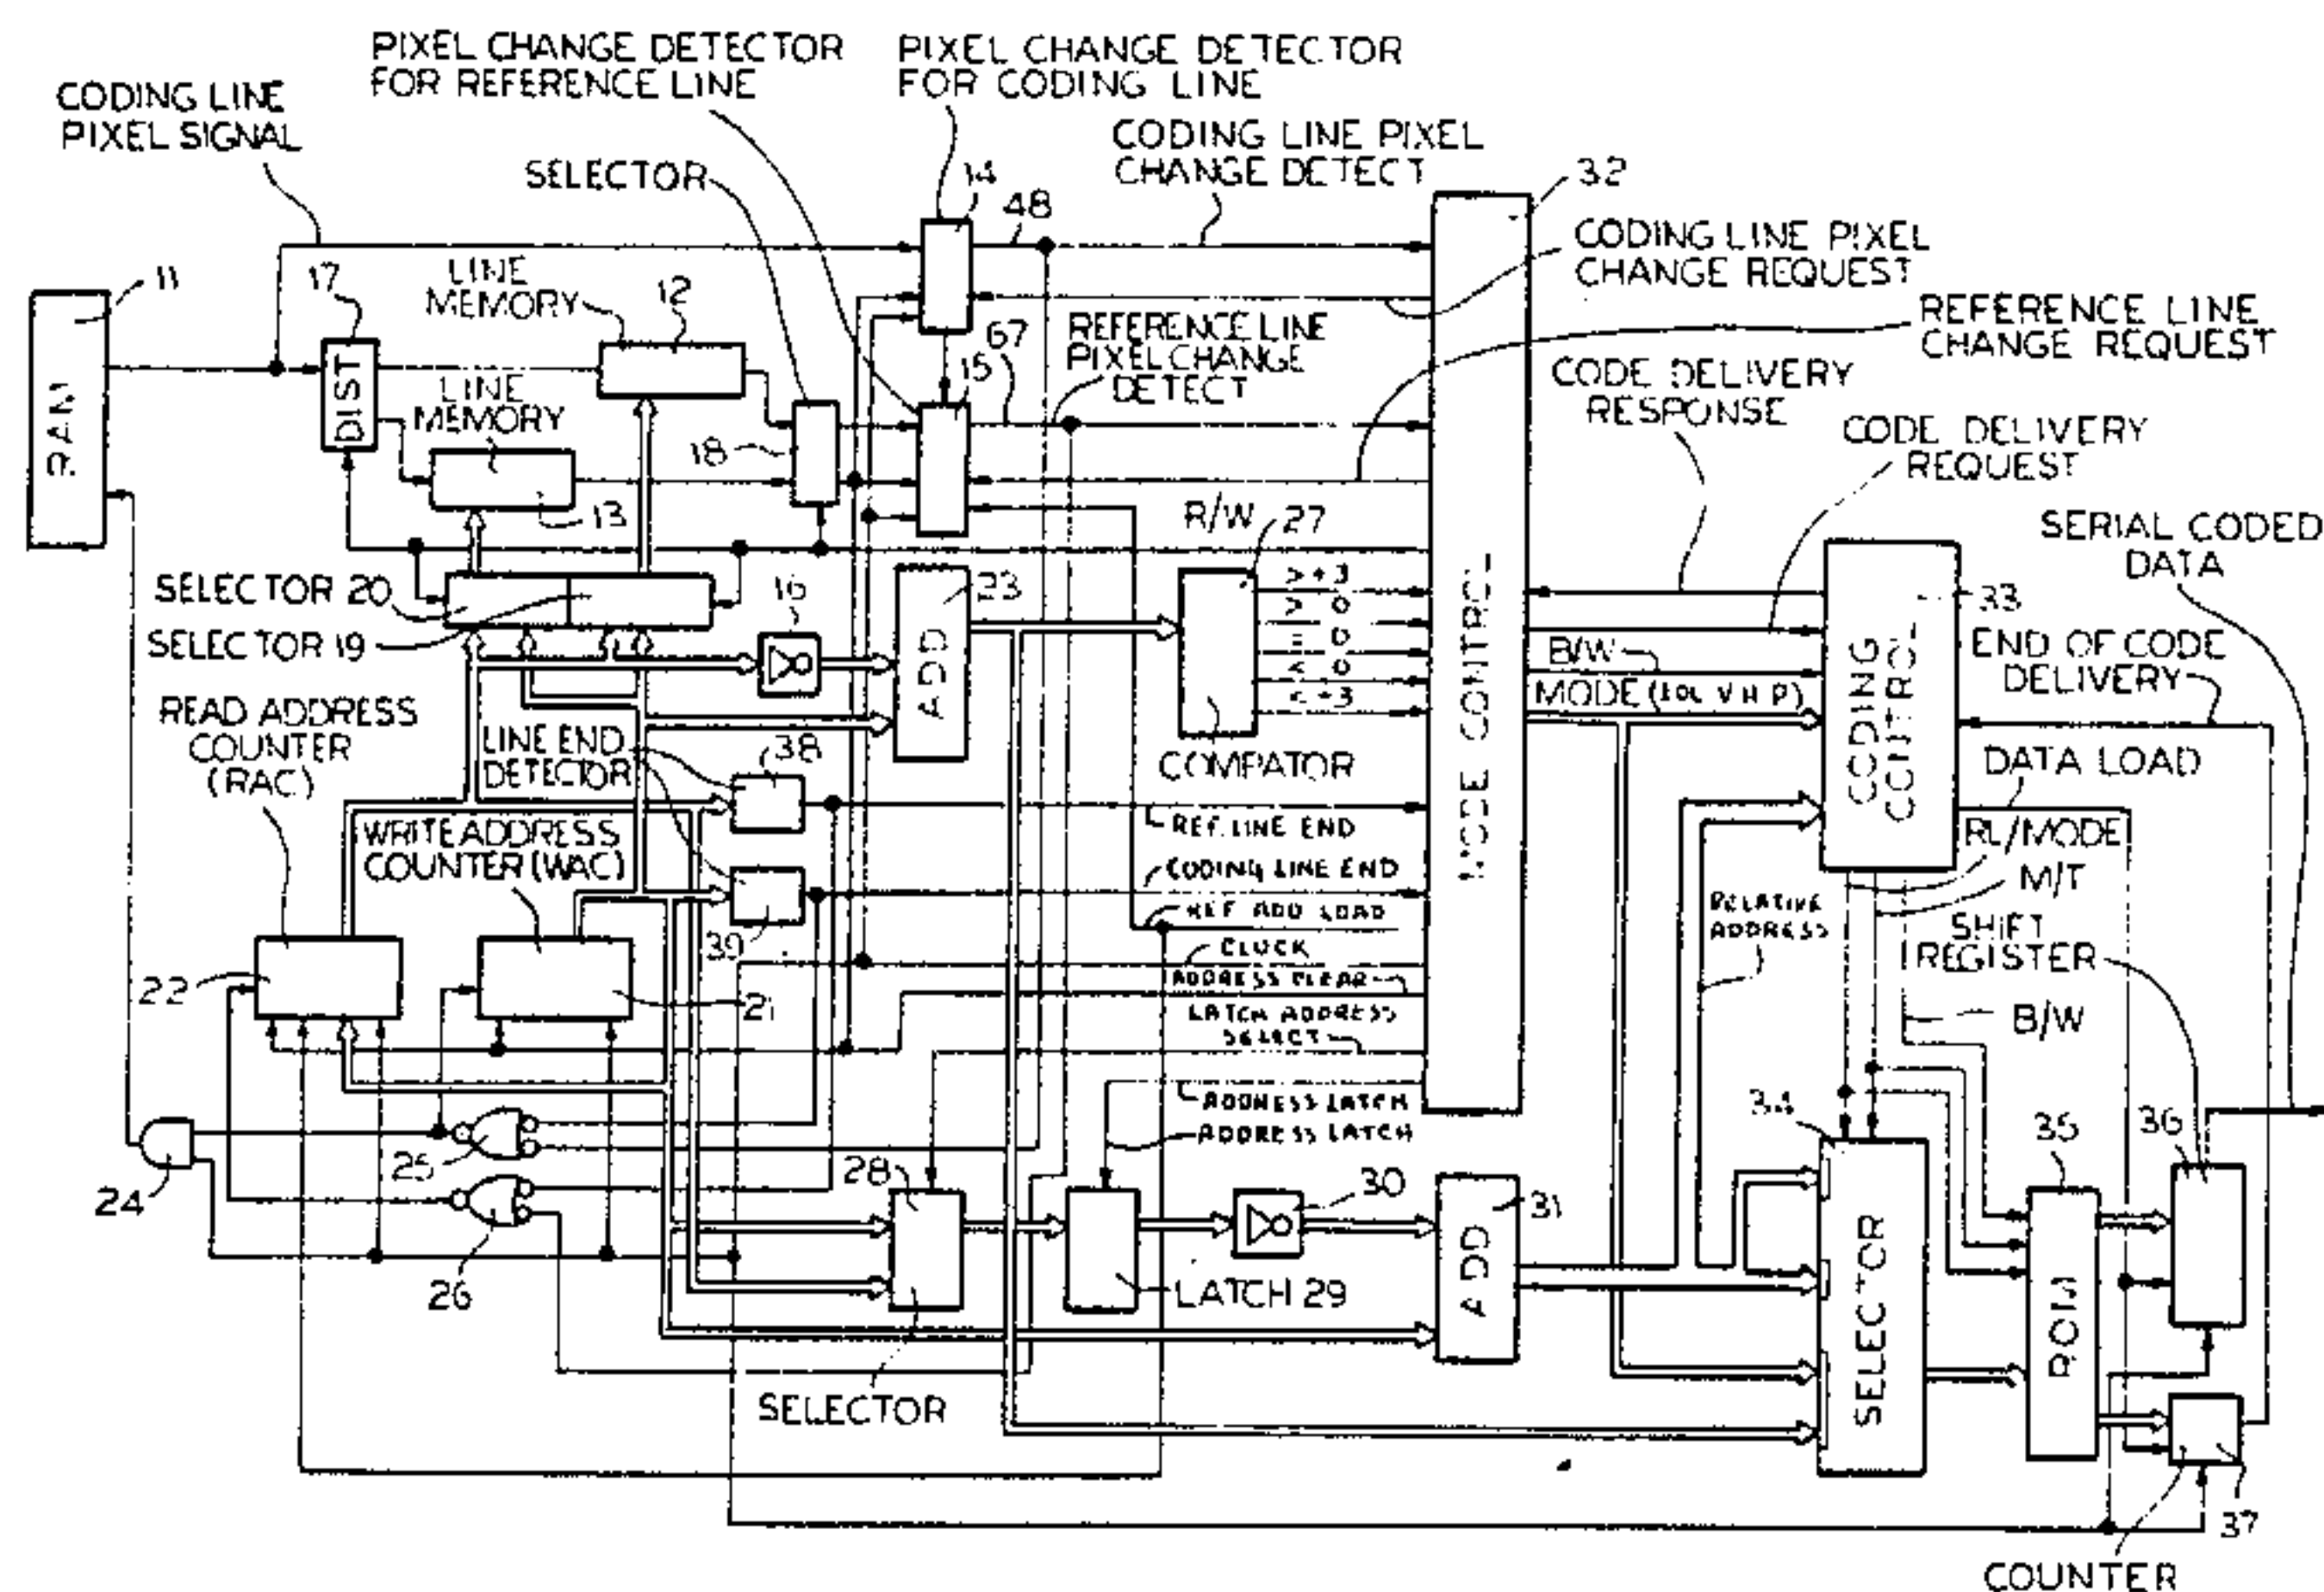 PIXEL CHANGE DETECTOR
FOR REFERENCE LINE
PIXEL CHANGE DETECTOR
FOR CODING LINE
CODING LINE
PIXEL SIGNAL
CODING LINE PIXEL
CHANGE DETECT
SELECTOR
14
48
32
CODING LINE PIXEL
CHANGE REQUEST
11
17
LINE
MEMORY
12
REFERENCE LINE
CHANGE REQUEST
RAM
DIST
LINE
MEMORY
18
15
67
REFERENCE LINE
PIXEL CHANGE
DETECT
CODE DELIVERY
RESPONSE
CODE DELIVERY
REQUEST
13
R/W
27
SERIAL CODED
DATA
SELECTOR 20
SELECTOR 19
16
23
ADD
> +3
> 0
= 0
< 0
< +3
COMPATOR
MODE CONTROL
B/W
MODE (
CODING
CONTROL
33
END OF CODE
DELIVERY
DATA LOAD
RL/MODE
M/T
READ ADDRESS
COUNTER
(RAC)
LINE END
DETECTOR
38
REF. LINE END
WRITE ADDRESS
COUNTER (WAC)
39
CODING LINE END
REF ADD LOAD
CLOCK
ADDRESS CLEAR
LATCH ADDRESS
SELECT
RELATIVE
ADDRESS
SHIFT
REGISTER
B/W
22
21
ADDRESS LATCH
ADDRESS LATCH
24
25
26
28
30
31
34
35
36
LATCH 29
ADD
SELECTOR
SELECTOR
ROM
37
COUNTER